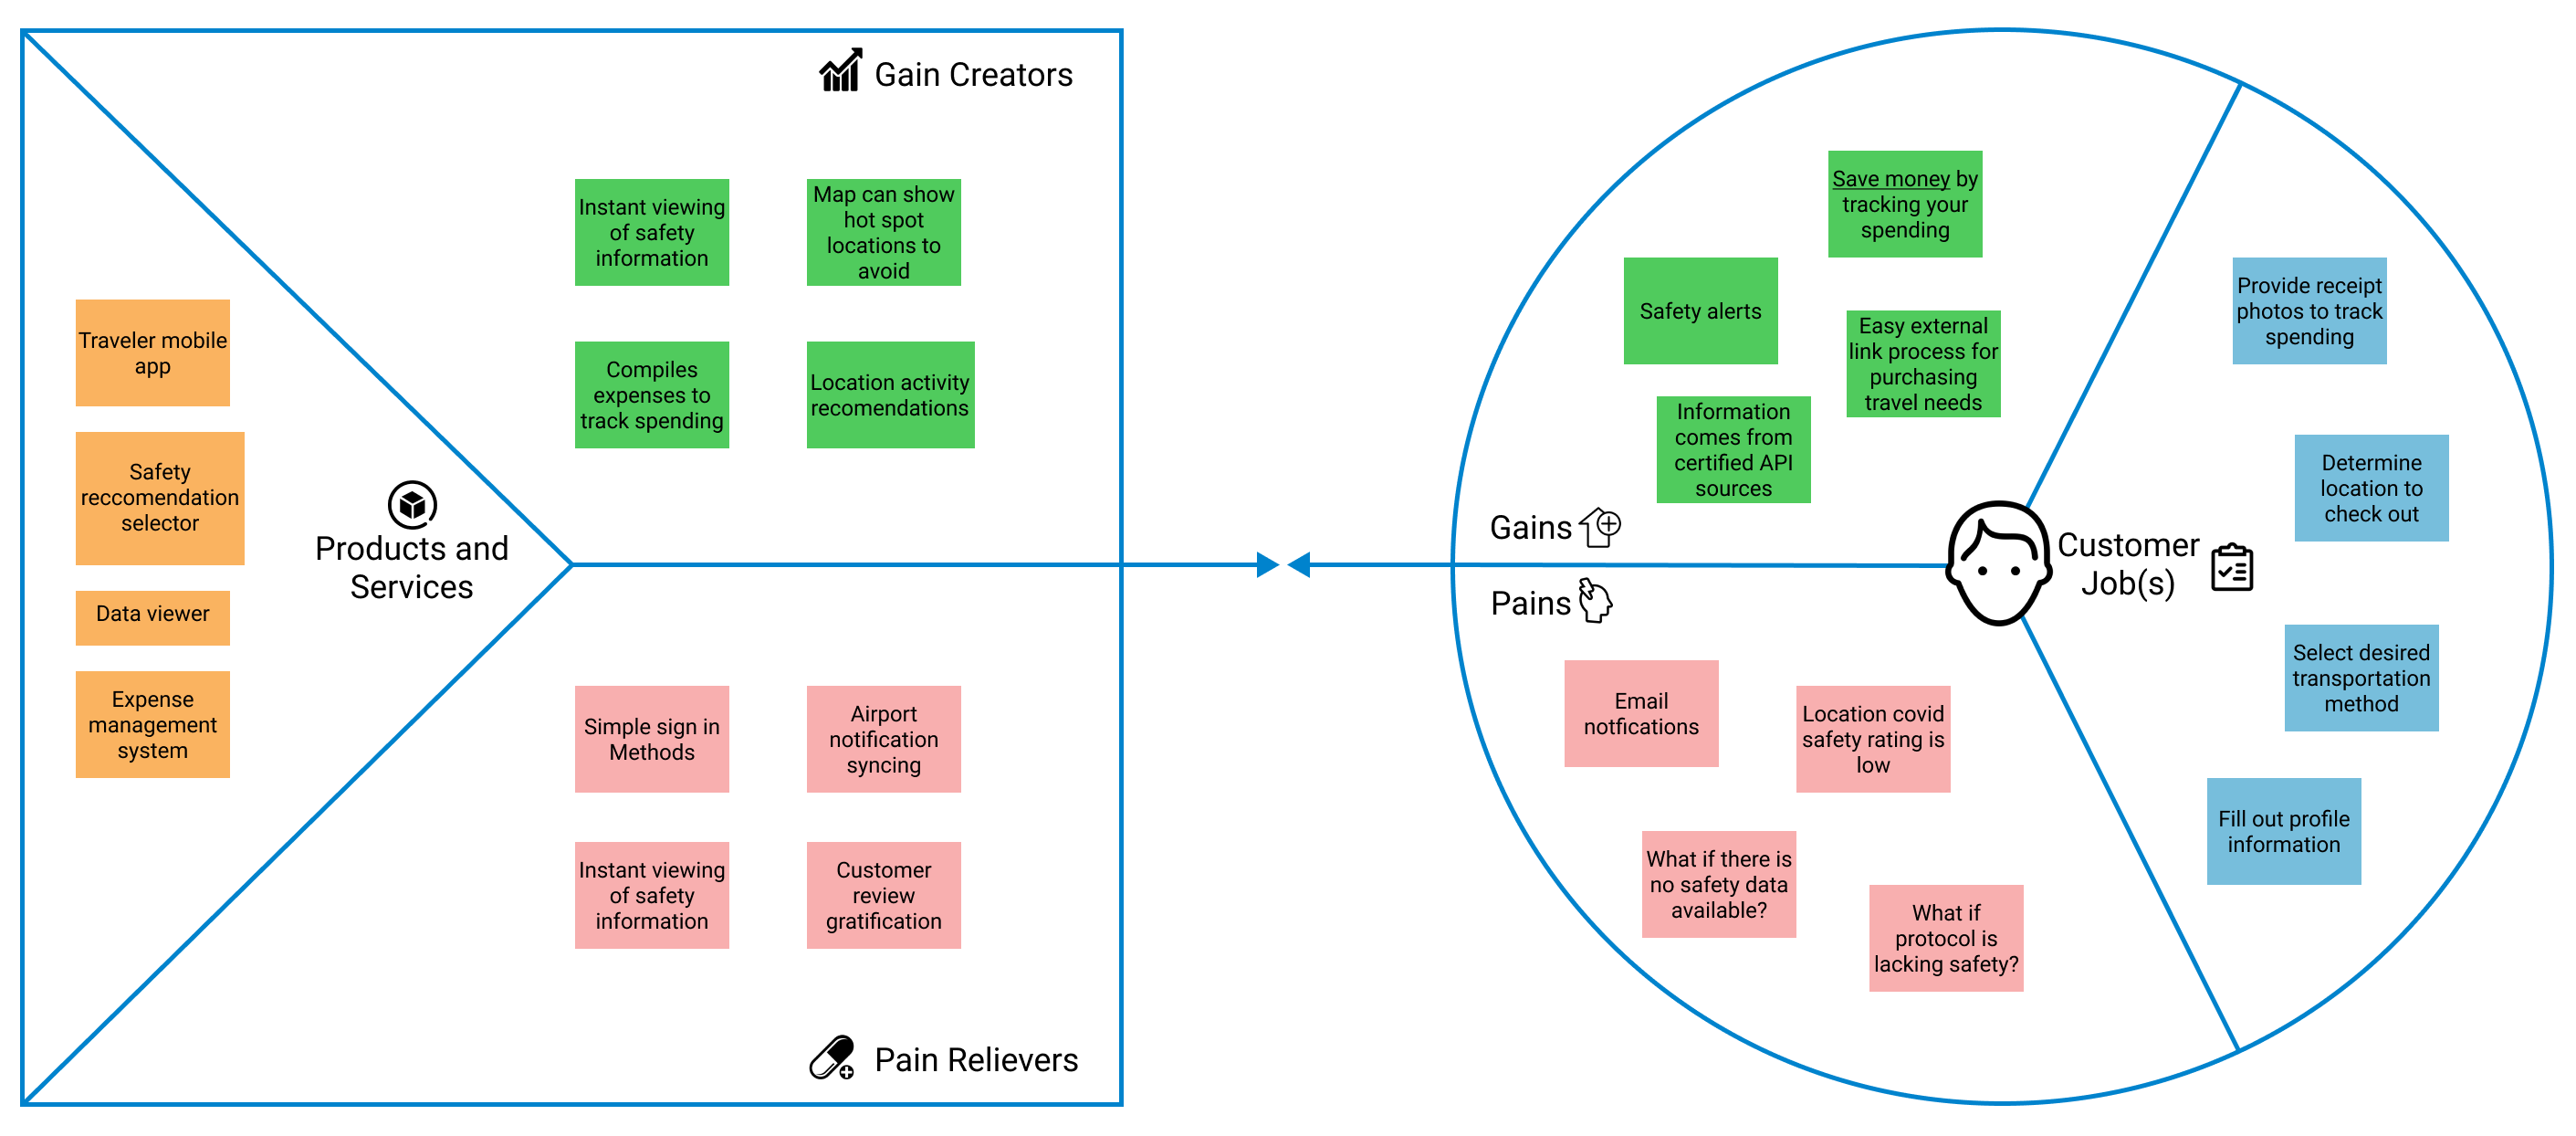 Gain Creators
Instant viewing
of safety
information
Map can show
hot spot
locations to
avoid
Compiles
expenses to
track spending
Location activity
recomendations
Traveler mobile
app
Safety
reccomendation
selector
Data viewer
Expense
management
system
Products and
Services
Simple sign in
Methods
Airport
notification
syncing
Instant viewing
of safety
information
Customer
review
gratification
Pain Relievers
Save money by
tracking your
spending
Safety alerts
Easy external
link process for
purchasing
travel needs
Information
comes from
certified API
sources
Gains
Pains
Email
notfications
Location covid
safety rating is
low
What if there is
no safety data
available?
What if
protocol is
lacking safety?
Customer
Job(s)
Provide receipt
photos to track
spending
Determine
location to
check out
Select desired
transportation
method
Fill out profile
information